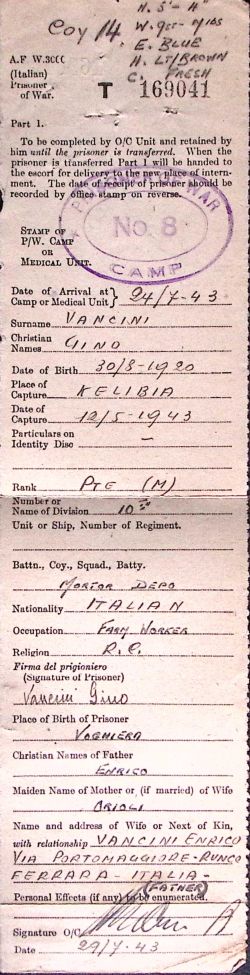 H. 5'- 4"
Coy 14 W. 9st- 4lbs
E. BLUE
H. LT/BROWN
C. FRESH
A.F W.3000
(Italian)
Prisoner
of War.
T 169041
Part 1.
To be completed by O/C Unit and retained by
him until the prisoner is transferred. When the
prisoner is transferred Part 1 will be handed to
the escort for delivery to the new place of intern-
ment. The date of receipt of prisoner should be
recorded by office stamp on reverse.
WAR
No. 8
CAMP
STAMP OF
P/W. CAMP
OR
MEDICAL UNIT.
Date of Arrival at
Camp or Medical Unit } 24/7-43
Surname VANCINI
Christian
Names GINO
Date of Birth 30/8-1920
Place of
Capture KELIBIA
Date of
Capture 12/5-1943
Particulars on
Identity Disc —
Rank PTE (M)
Number or
Name of Division 10
Unit or Ship, Number of Regiment.
Battn., Coy., Squad., Batty.
MORTOR DEPO
Nationality ITALIAN
Occupation FARM WORKER
Religion R.C.
Firma del prigioniero
(Signature of Prisoner)
Vancini Gino
Place of Birth of Prisoner
VOGHIERA
Christian Names of Father
ENRICO
Maiden Name of Mother or (if married) of Wife
ORIOLI
Name and address of Wife or Next of Kin,
with relationship VANCINI ENRICO
VIA PORTOMAGGIORE-RUNCO
FERRARA - ITALIA -
(FATHER)
Personal Effects (if any) to be enumerated.
Signature O/C
Date 29/7-43